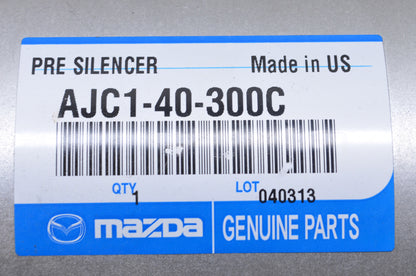 PRE SILENCER Made in US
AJC1-40-300C
QTY 1 LOT 040313
mazda GENUINE PARTS